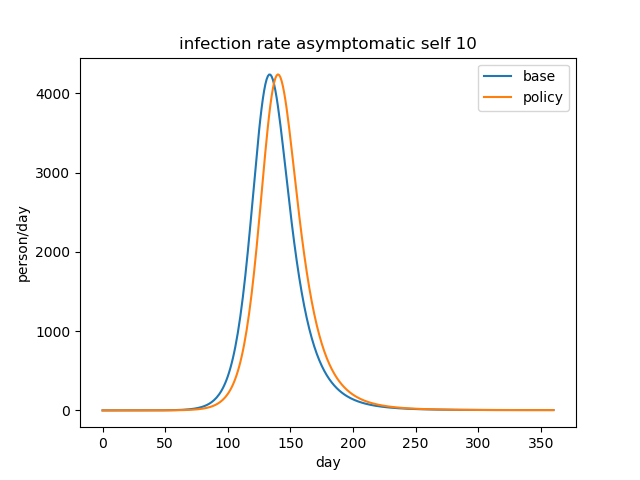 infection rate asymptomatic self 10
base
policy
person/day
4000
3000
2000
1000
0
0 50 100 150 200 250 300 350
day